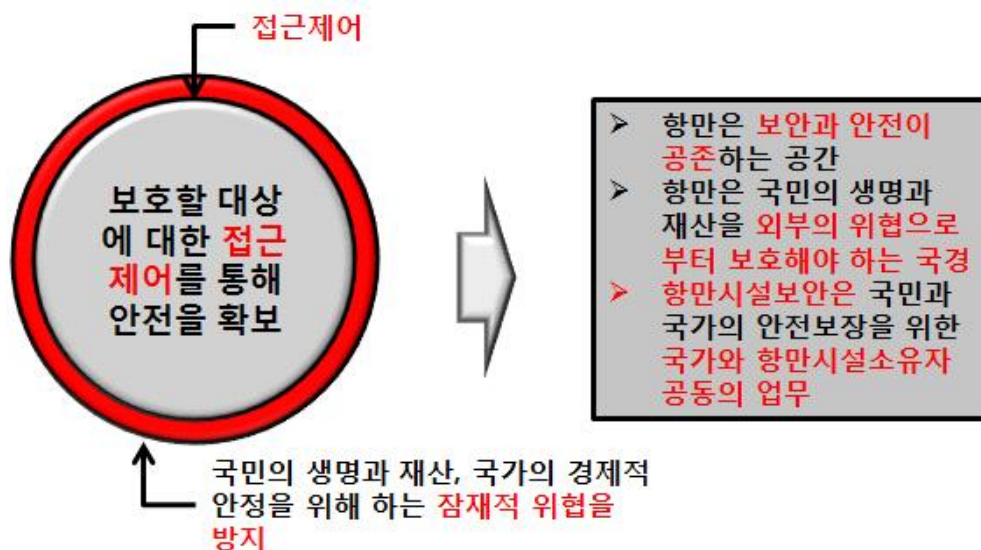 접근제어
보호할 대상
에 대한 접근
제어를 통해
안전을 확보
국민의 생명과 재산, 국가의 경제적
안정을 위해 하는 잠재적 위협을
방지
➢ 항만은 보안과 안전이
공존하는 공간
➢ 항만은 국민의 생명과
재산을 외부의 위협으로
부터 보호해야 하는 국경
➢ 항만시설보안은 국민과
국가의 안전보장을 위한
국가와 항만시설소유자
공동의 업무